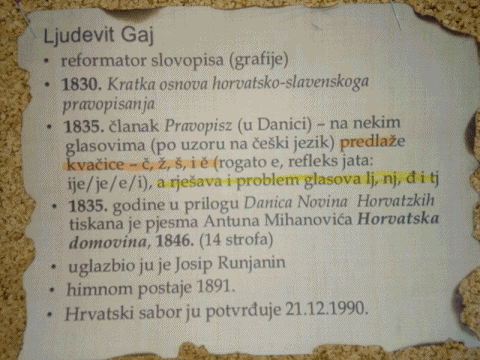 Ljudevit Gaj
• reformator slovopisa (grafije)
• 1830. Kratka osnova horvatsko-slavenskoga
pravopisanja
• 1835. članak Pravopisz (u Danici) – na nekim
glasovima (po uzoru na češki jezik) predlaže
kvačice – č, ž, š, i ě (rogato e, refleks jata:
ije/je/e/i), a rješava i problem glasova lj, nj, đ i tj
• 1835. godine u prilogu Danica Novina Horvatzkih
tiskana je pjesma Antuna Mihanovića Horvatska
domovina, 1846. (14 strofa)
• uglazbio ju je Josip Runjanin
• himnom postaje 1891.
• Hrvatski sabor ju potvrđuje 21.12.1990.